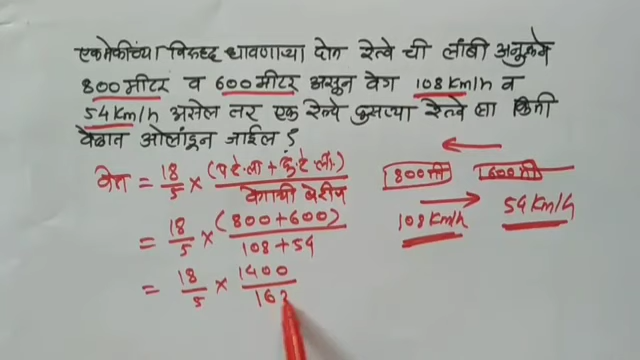 एकमेकींच्या विरुद्ध धावणाऱ्या दोन रेल्वे ची लांबी अनुक्रमे
800 मीटर व 600 मीटर असून वेग 108 Km/h व
54 Km/h असेल तर एक रेल्वे दुसऱ्या रेल्वे ला किती
वेळात ओलांडून जाईल ?
= 18/5 × (प.रे.ला + दु.रे.लां.)/वेगाची बेरीज
800 मी 600 मी
= 18/5 × (800+600)/108+54
108 Km/h 54 Km/h
= 18/5 × 1400/162